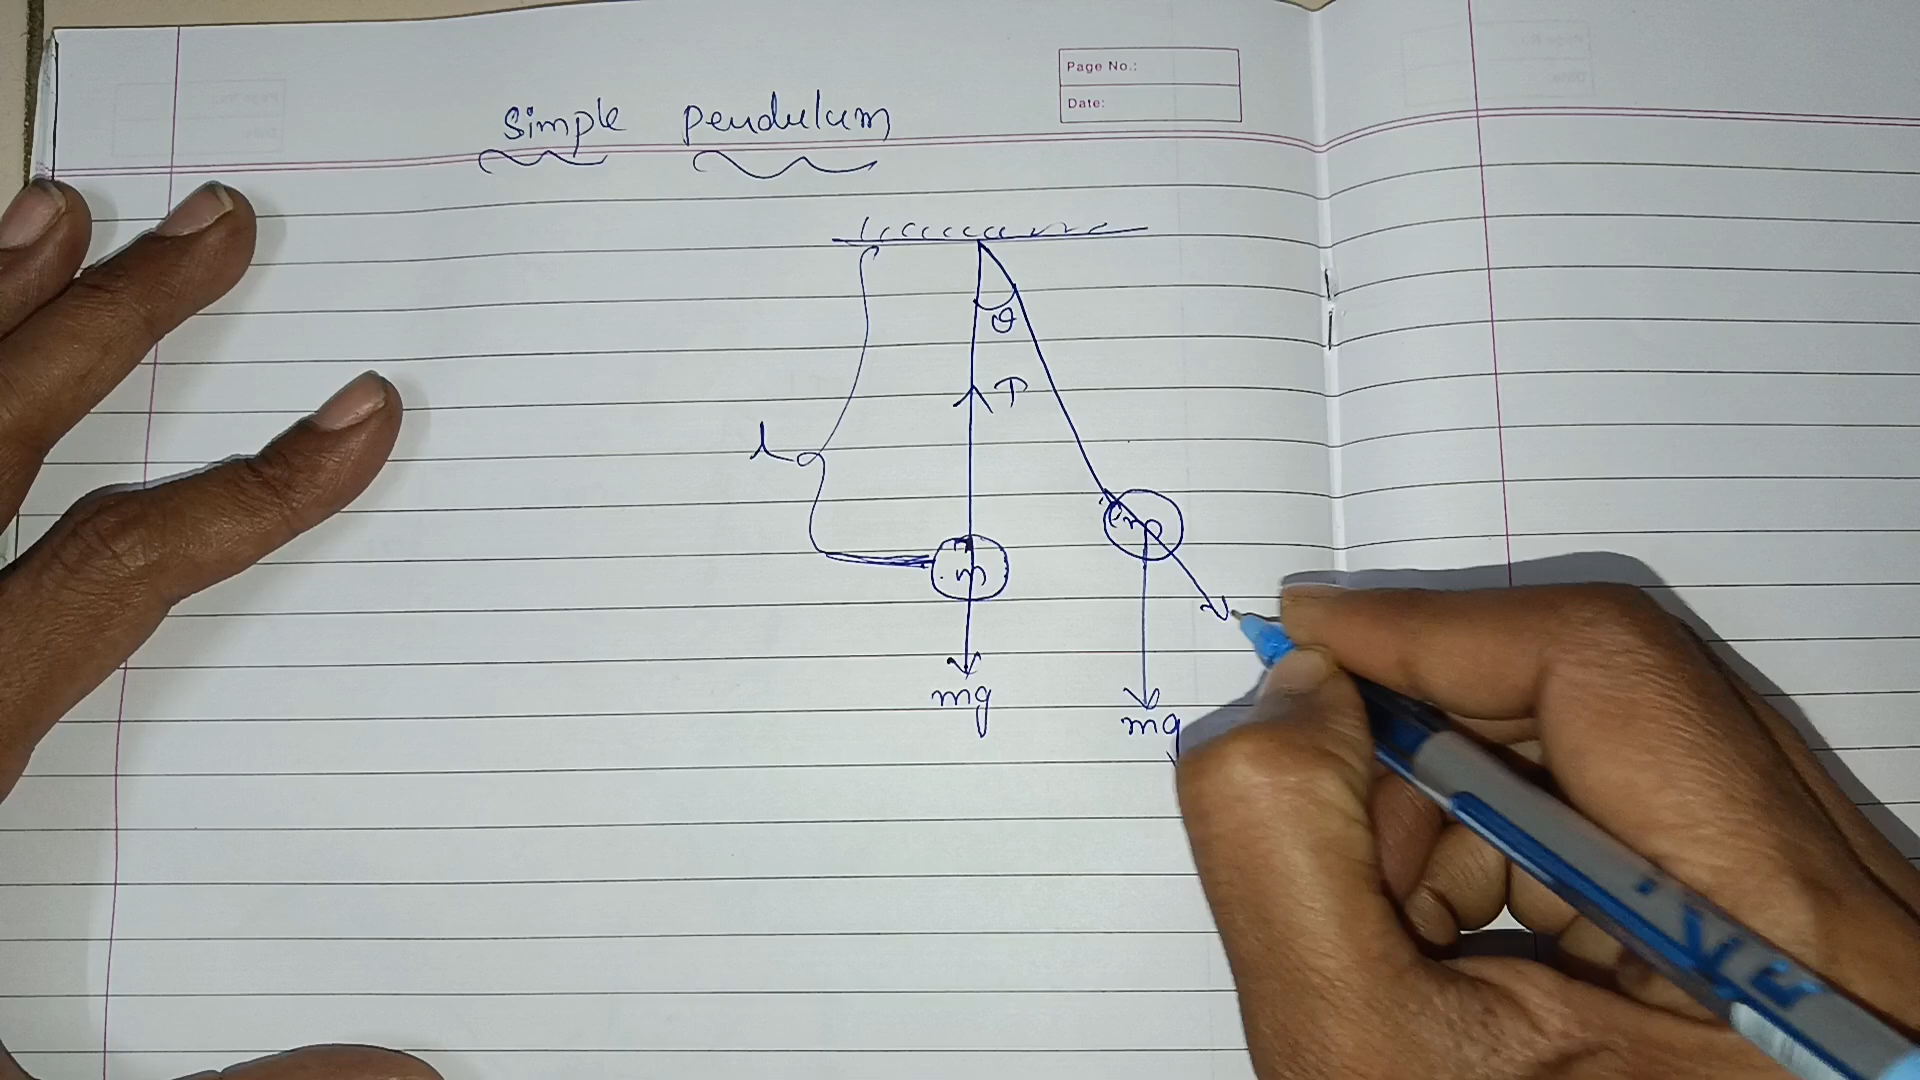 Page No.:
Date:
Simple Pendulum
θ
T
l
m
m
mg
mg